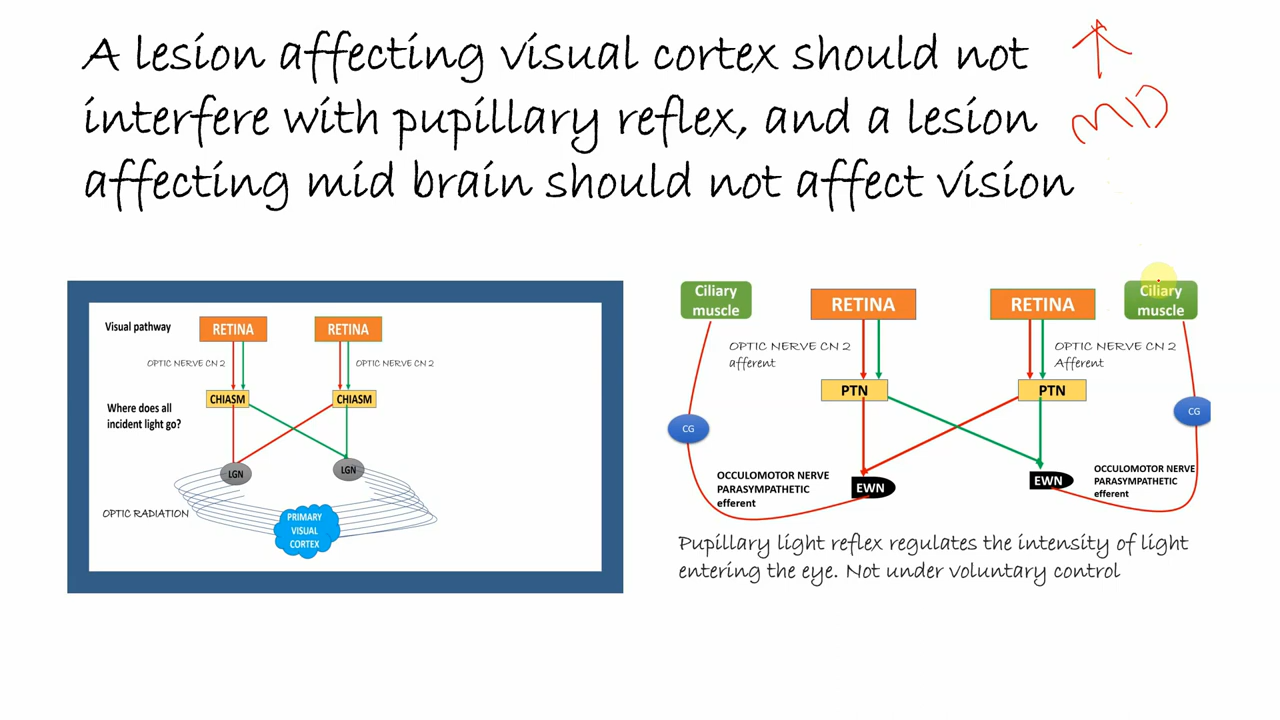 A lesion affecting visual cortex should not
interfere with pupillary reflex, and a lesion
affecting mid brain should not affect vision
MD
Visual pathway
RETINA
RETINA
OPTIC NERVE CN 2
OPTIC NERVE CN 2
CHIASM
CHIASM
Where does all
incident light go?
LGN
LGN
OPTIC RADIATION
PRIMARY
VISUAL
CORTEX
Ciliary
muscle
RETINA
RETINA
Ciliary
muscle
OPTIC NERVE CN 2
afferent
OPTIC NERVE CN 2
Afferent
PTN
PTN
CG
CG
OCCULOMOTOR NERVE
PARASYMPATHETIC
efferent
EWN
EWN
OCCULOMOTOR NERVE
PARASYMPATHETIC
efferent
Pupillary light reflex regulates the intensity of light
entering the eye. Not under voluntary control